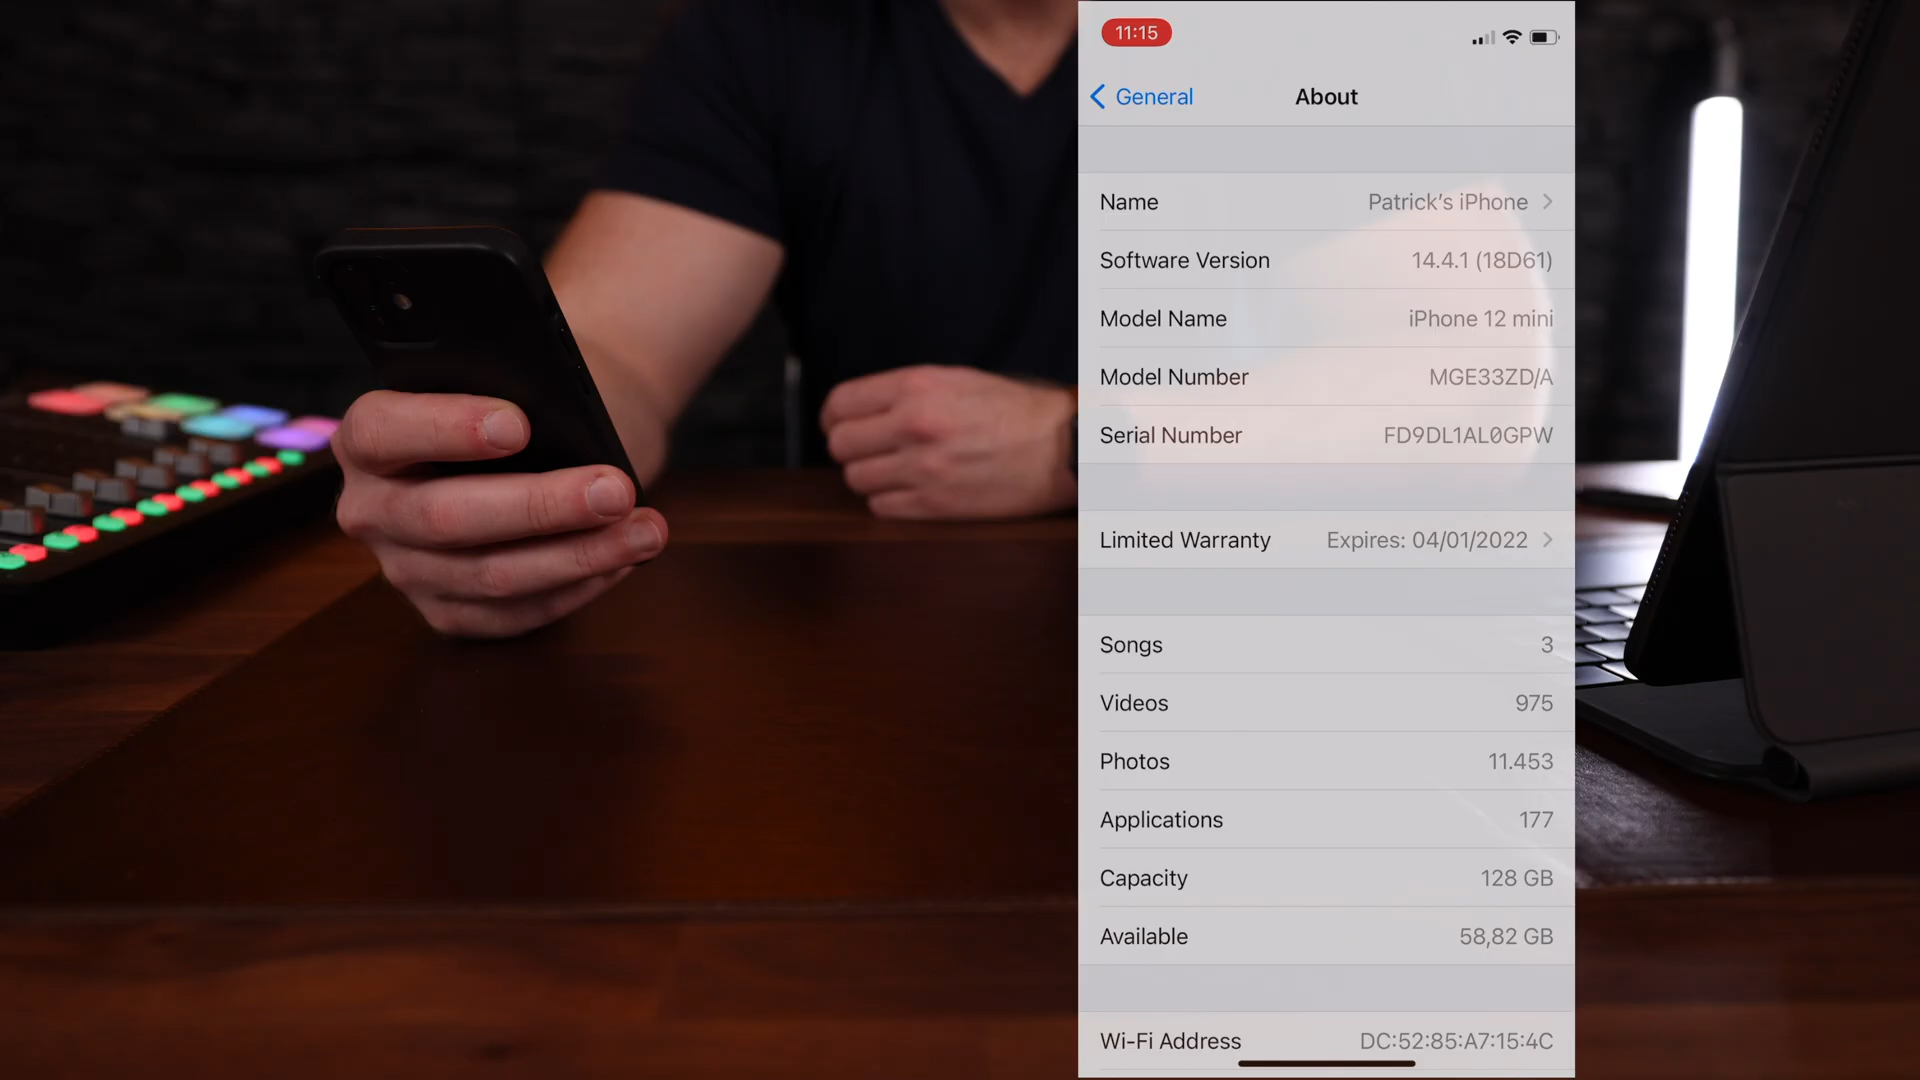 11:15
General
About
Name Patrick's iPhone
Software Version 14.4.1 (18D61)
Model Name iPhone 12 mini
Model Number MGE33ZD/A
Serial Number FD9DL1AL0GPW
Limited Warranty Expires: 04/01/2022
Songs 3
Videos 975
Photos 11.453
Applications 177
Capacity 128 GB
Available 58,82 GB
Wi-Fi Address DC:52:85:A7:15:4C